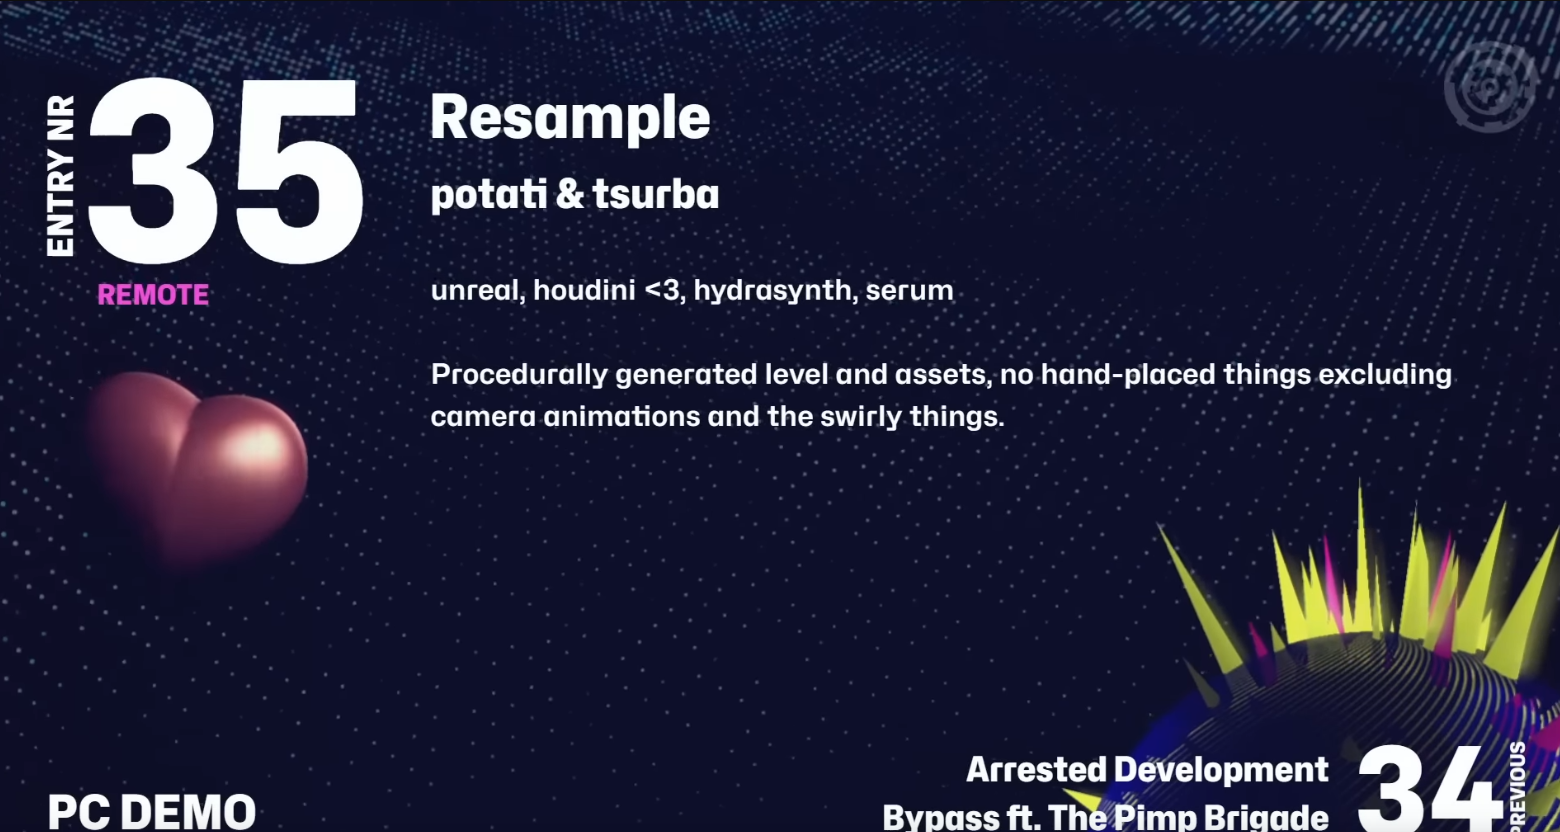 ENTRY NR
35
REMOTE
Resample
potati & tsurba
unreal, houdini <3, hydrasynth, serum
Procedurally generated level and assets, no hand-placed things excluding
camera animations and the swirly things.
PC DEMO
Arrested Development
Bypass ft. The Pimp Brigade
34
PREVIOUS